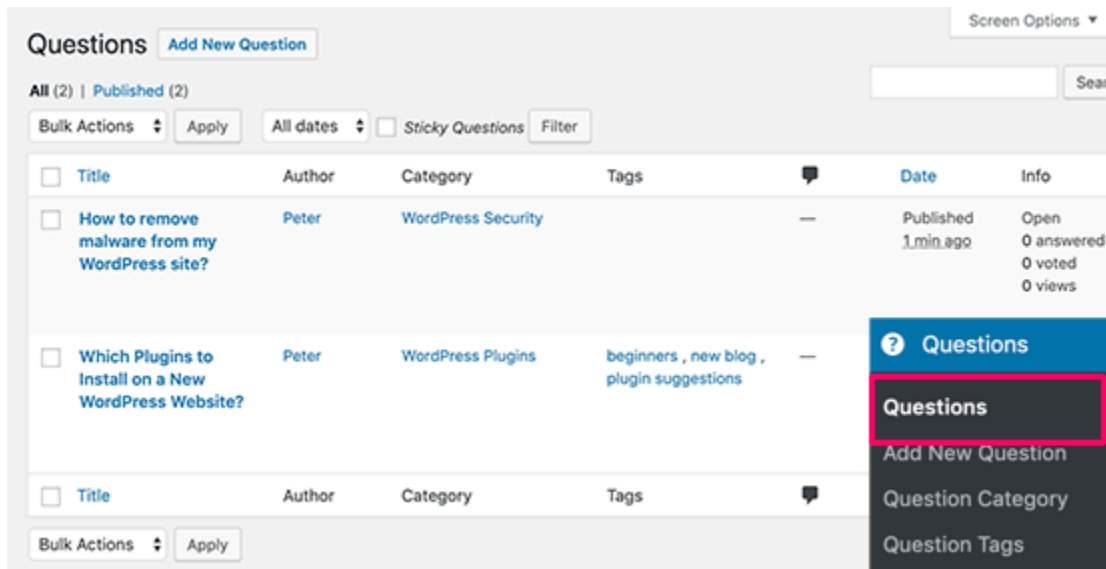 Screen Options ▼
Questions Add New Question
All (2) | Published (2)
Bulk Actions Apply All dates Sticky Questions Filter
Title Author Category Tags Date Info
How to remove Peter WordPress Security — Published Open
malware from my 1 min ago 0 answered
WordPress site? 0 voted
0 views
? Questions
Which Plugins to Peter WordPress Plugins beginners , new blog , —
Install on a New plugin suggestions
WordPress Website?
Questions
Add New Question
Title Author Category Tags
Question Category
Bulk Actions Apply
Question Tags